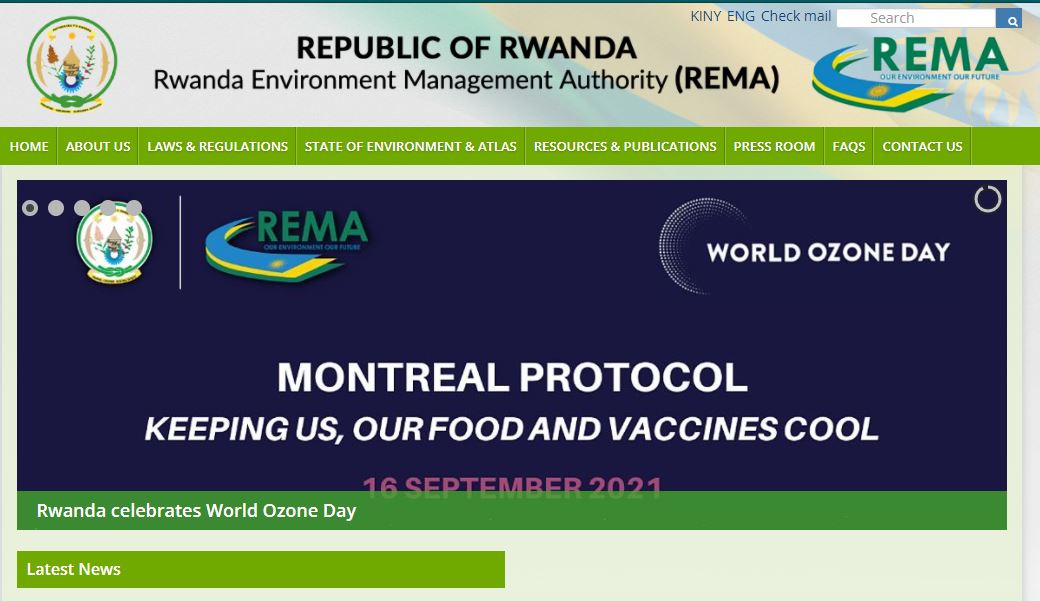 KINY ENG Check mail Search
REPUBLIC OF RWANDA
Rwanda Environment Management Authority (REMA)
REMA
OUR ENVIRONMENT OUR FUTURE
HOME ABOUT US LAWS & REGULATIONS STATE OF ENVIRONMENT & ATLAS RESOURCES & PUBLICATIONS PRESS ROOM FAQS CONTACT US
REMA
OUR ENVIRONMENT OUR FUTURE
WORLD OZONE DAY
MONTREAL PROTOCOL
KEEPING US, OUR FOOD AND VACCINES COOL
16 SEPTEMBER 2021
Rwanda celebrates World Ozone Day
Latest News